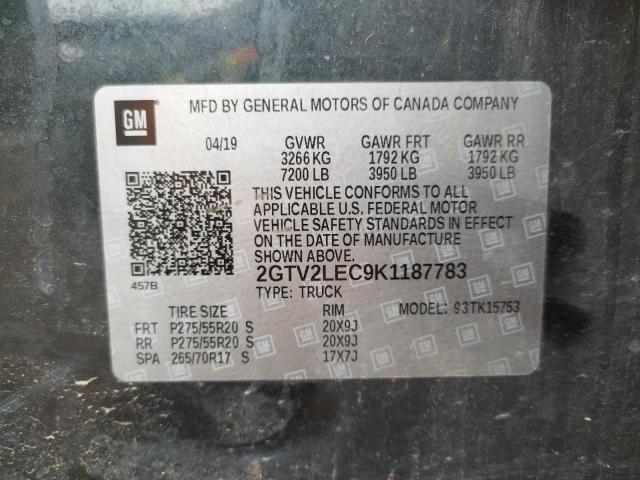 GM
MFD BY GENERAL MOTORS OF CANADA COMPANY
04/19 GVWR GAWR FRT GAWR RR
3266 KG 1792 KG 1792 KG
7200 LB 3950 LB 3950 LB
THIS VEHICLE CONFORMS TO ALL
APPLICABLE U.S. FEDERAL MOTOR
VEHICLE SAFETY STANDARDS IN EFFECT
ON THE DATE OF MANUFACTURE
SHOWN ABOVE.
457B
2GTV2LEC9K1187783
TYPE: TRUCK MODEL: 93TK15753
TIRE SIZE RIM
FRT P275/55R20 S 20X9J
RR P275/55R20 S 20X9J
SPA 265/70R17 S 17X7J